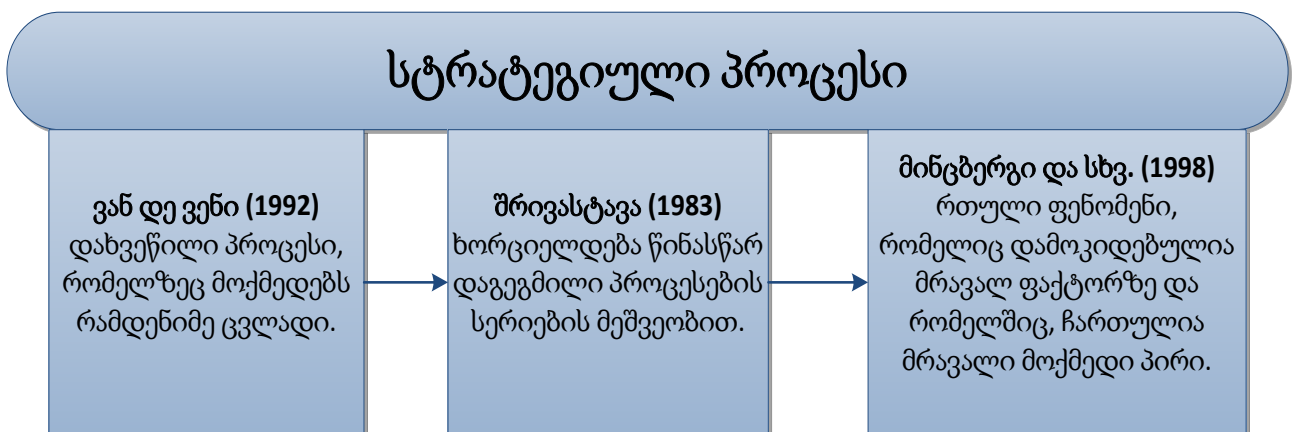 სტრატეგიული პროცესი
ვან დე ვენი (1992)
დახვეწილი პროცესი,
რომელზეც მოქმედებს
რამდენიმე ცვლადი.
შრივასტავა (1983)
ხორციელდება წინასწარ
დაგეგმილი პროცესების
სერიების მეშვეობით.
მინცბერგი და სხვ. (1998)
რთული ფენომენი,
რომელიც დამოკიდებულია
მრავალ ფაქტორზე და
რომელშიც, ჩართულია
მრავალი მოქმედი პირი.